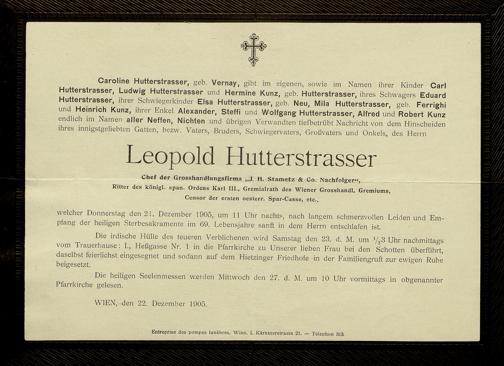 Caroline Hutterstrasser, geb. Vernay, gibt im eigenen, sowie im Namen ihrer Kinder Carl
Hutterstrasser, Ludwig Hutterstrasser und Hermine Kunz, geb. Hutterstrasser, ihres Schwagers Eduard
Hutterstrasser, ihrer Schwiegerkinder Elsa Hutterstrasser, geb. Neu, Mila Hutterstrasser, geb. Ferrighi
und Heinrich Kunz, ihrer Enkel Alexander, Steffi und Wolfgang Hutterstrasser, Alfred und Robert Kunz
endlich im Namen aller Neffen, Nichten und übrigen Verwandten tiefbetrübt Nachricht von dem Hinscheiden
ihres innigstgeliebten Gatten, bezw. Vaters, Bruders, Schwiegervaters, Großvaters und Onkels, des Herrn
Leopold Hutterstrasser
Chef der Grosshandlungsfirma „J. H. Stametz & Co. Nachfolger“,
Ritter des königl. span. Ordens Karl III., Gremialrath des Wiener Grosshandl. Gremiums,
Censor der ersten oesterr. Spar-Casse, etc.,
welcher Donnerstag den 21. Dezember 1905, um 11 Uhr nachts, nach langem schmerzvollen Leiden und Em-
pfang der heiligen Sterbesakramente im 69. Lebensjahre sanft in dem Herrn entschlafen ist.
Die irdische Hülle des teueren Verblichenen wird Samstag den 23. d. M. um ½3 Uhr nachmittags
vom Trauerhause: I., Heßgasse Nr. 1 in die Pfarrkirche zu Unserer lieben Frau bei den Schotten überführt,
daselbst feierlichst eingesegnet und sodann auf dem Hietzinger Friedhofe in der Familiengruft zur ewigen Ruhe
beigesetzt.
Die heiligen Seelenmessen werden Mittwoch den 27. d. M. um 10 Uhr vormittags in obgenannter
Pfarrkirche gelesen.
WIEN, den 22. Dezember 1905.
Entreprise des pompes funèbres, Wien, I. Kärntnerstrasse 21. — Telephon